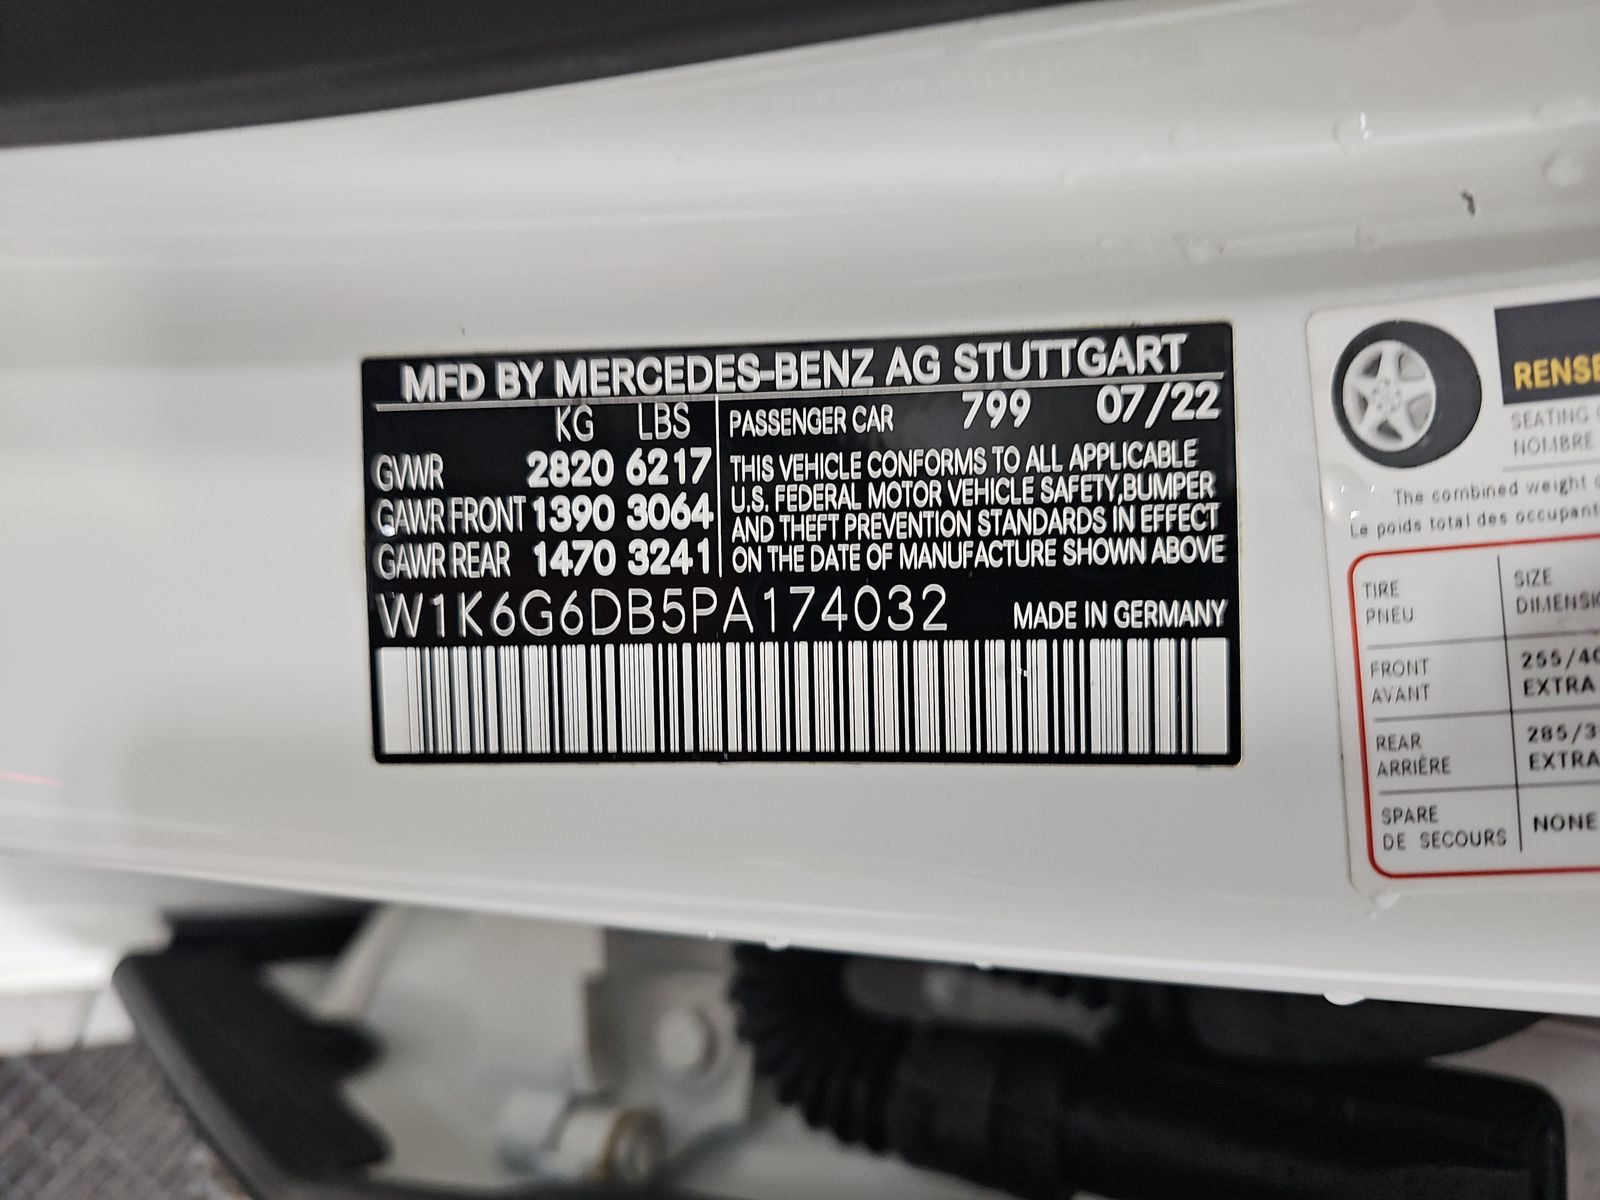 MFD BY MERCEDES-BENZ AG STUTTGART
KG LBS
GVWR 2820 6217
GAWR FRONT 1390 3064
GAWR REAR 1470 3241
PASSENGER CAR 799 07/22
THIS VEHICLE CONFORMS TO ALL APPLICABLE
U.S. FEDERAL MOTOR VEHICLE SAFETY,BUMPER
AND THEFT PREVENTION STANDARDS IN EFFECT
ON THE DATE OF MANUFACTURE SHOWN ABOVE
W1K6G6DB5PA174032
MADE IN GERMANY
SEATING
NOMBRE
The combined weight
Le poids total des
TIRE
PNEU
SIZE
FRONT
AVANT
255/40
EXTRA
REAR
ARRIÈRE
285/3
EXTRA
SPARE
DE SECOURS
NONE